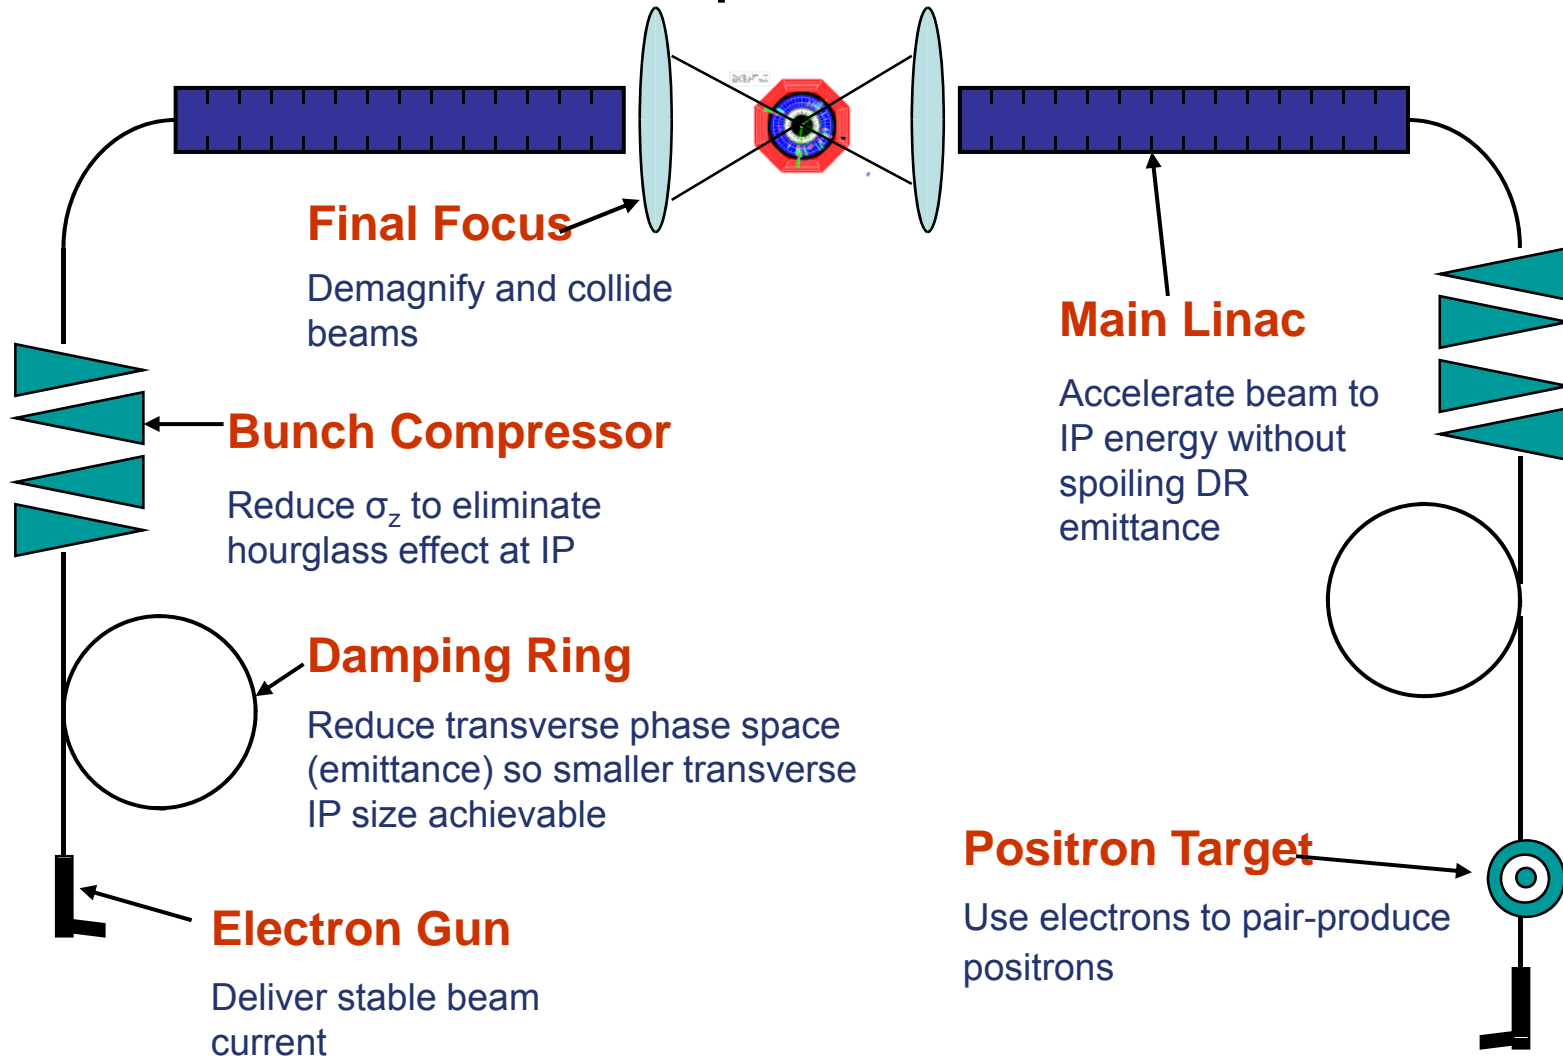 Final Focus
Demagnify and collide
beams
Main Linac
Accelerate beam to
IP energy without
spoiling DR
emittance
Bunch Compressor
Reduce σz to eliminate
hourglass effect at IP
Damping Ring
Reduce transverse phase space
(emittance) so smaller transverse
IP size achievable
Positron Target
Use electrons to pair-produce
positrons
Electron Gun
Deliver stable beam
current